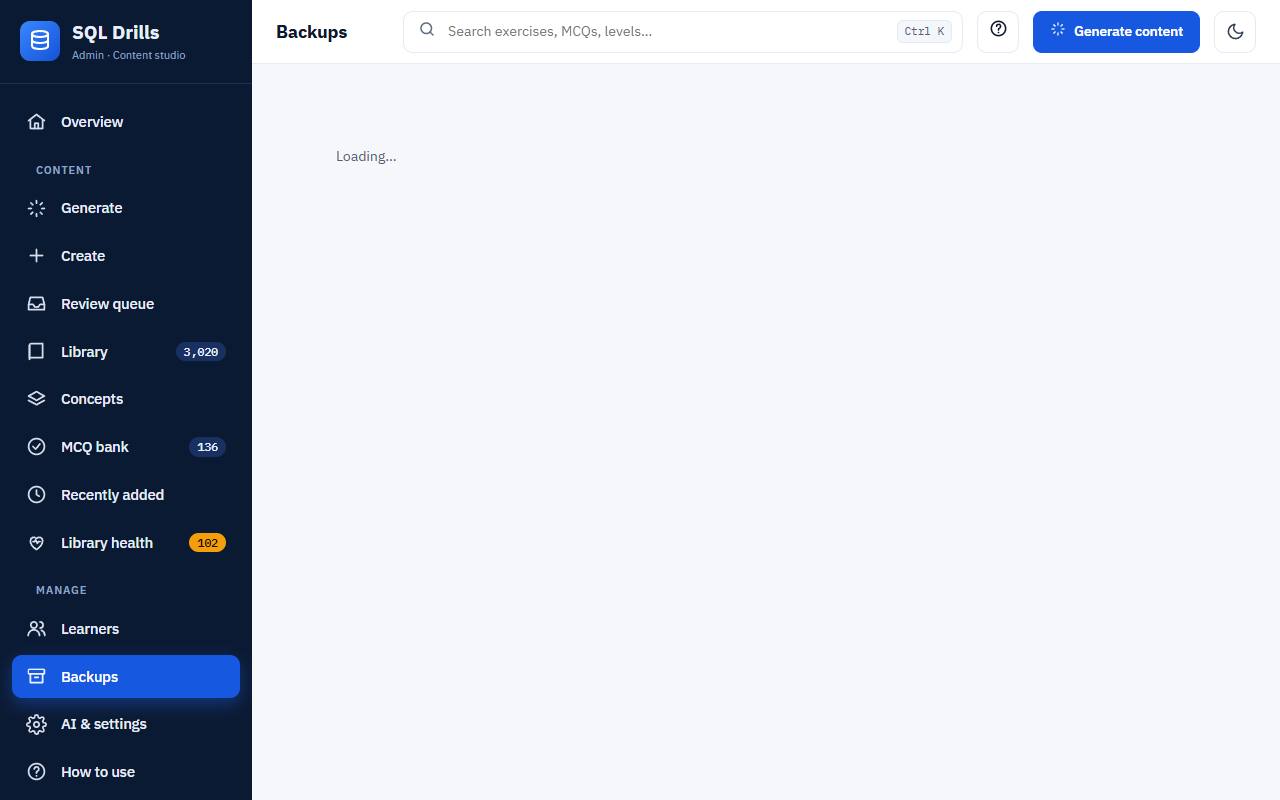 SQL Drills
Admin · Content studio
Overview
CONTENT
Generate
Create
Review queue
Library
3,020
Concepts
MCQ bank
136
Recently added
Library health
102
MANAGE
Learners
Backups
AI & settings
How to use
Backups
Search exercises, MCQs, levels...
Ctrl K
Generate content
Loading...